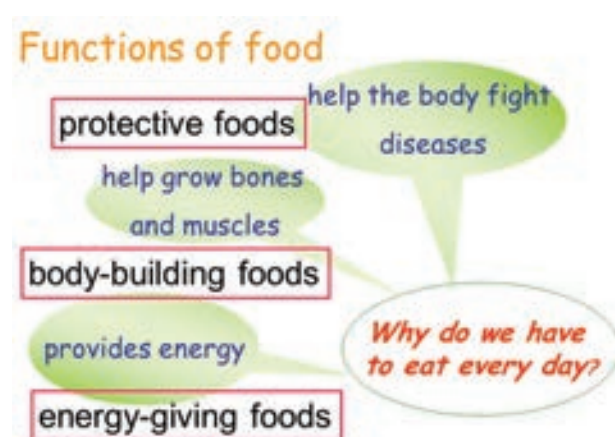 Functions of food
help the body fight
protective foods
diseases
help grow bones
and muscles
body-building foods
provides energy
Why do we have
to eat every day?
energy-giving foods